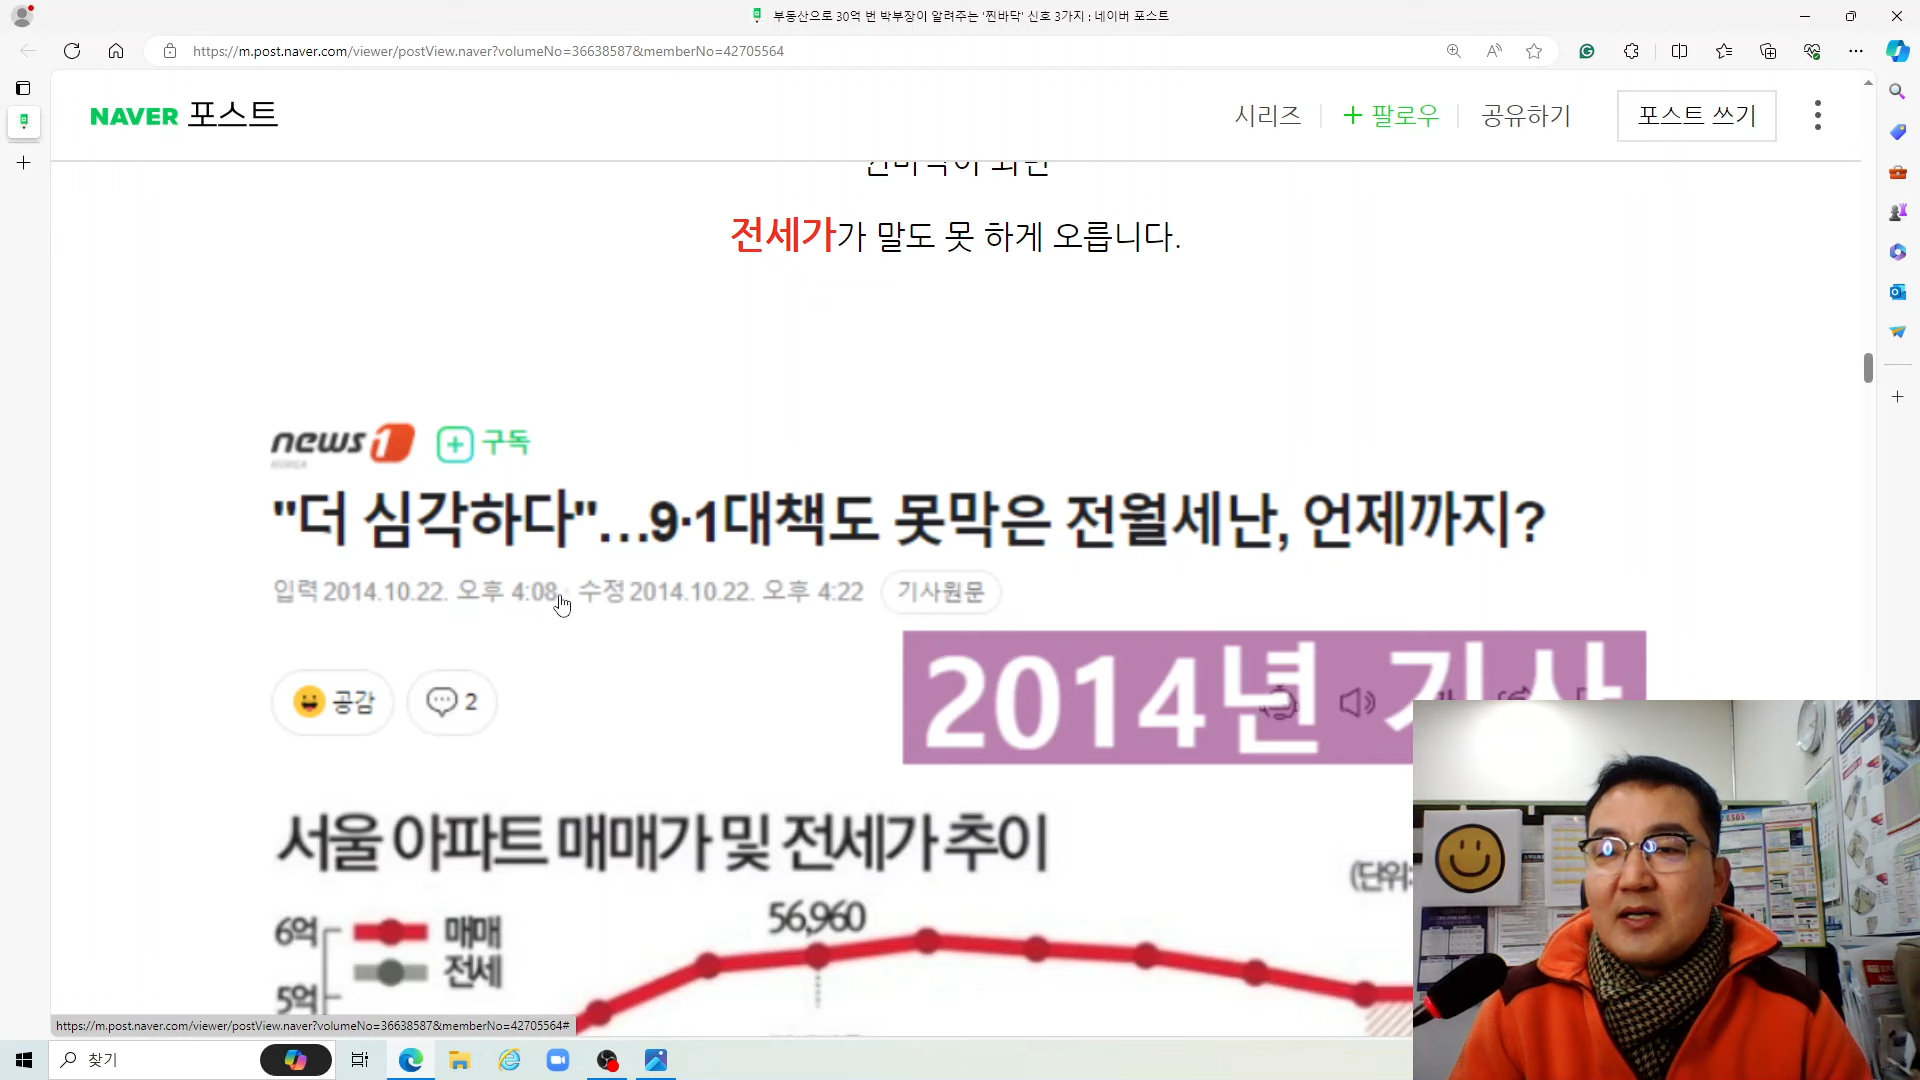 부동산으로 30억 번 박부장이 알려주는 '찐바닥' 신호 3가지 : 네이버 포스트
https://m.post.naver.com/viewer/postView.naver?volumeNo=36638587&memberNo=42705564
NAVER 포스트
시리즈
+ 팔로우
공유하기
포스트 쓰기
전세가가 말도 못 하게 오릅니다.
news1
KOREA
구독
"더 심각하다"...9·1대책도 못막은 전월세난, 언제까지?
입력 2014.10.22. 오후 4:08
수정 2014.10.22. 오후 4:22
기사원문
2014년 기사
공감
2
서울 아파트 매매가 및 전세가 추이
(단위:
56,960
6억
매매
전세
5억
https://m.post.naver.com/viewer/postView.naver?volumeNo=36638587&memberNo=42705564#
찾기